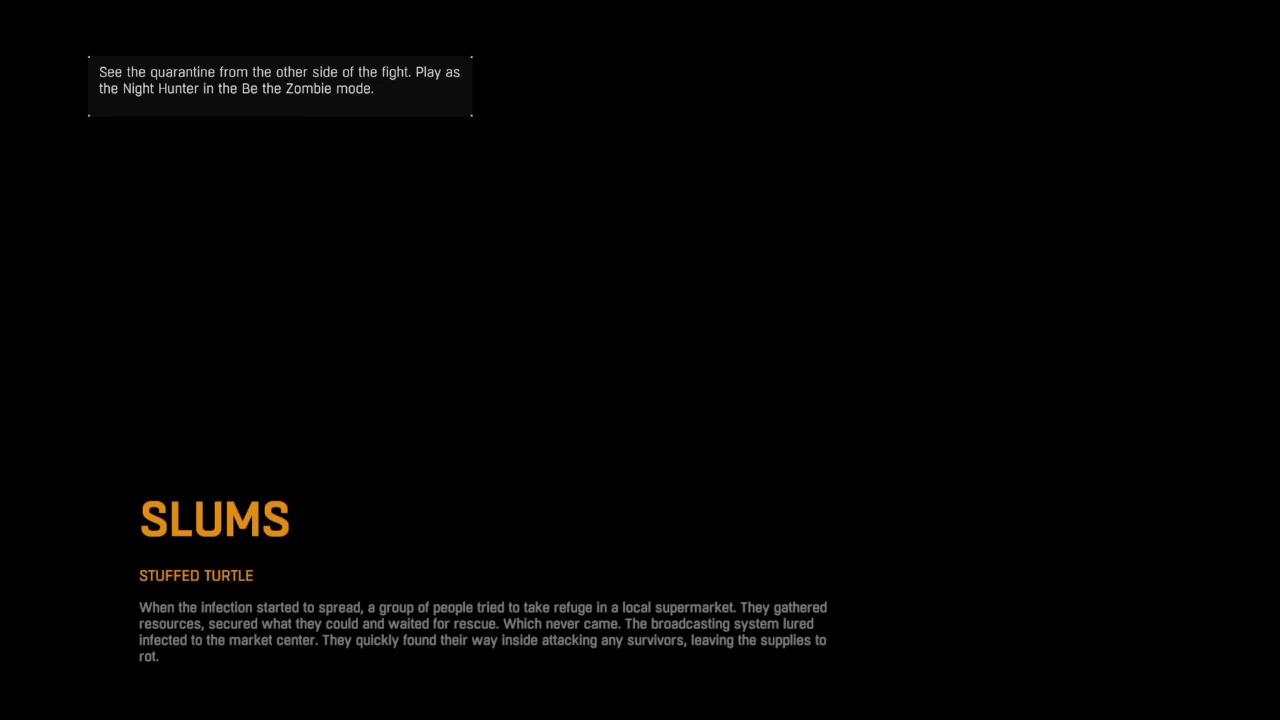 See the quarantine from the other side of the fight. Play as
the Night Hunter in the Be the Zombie mode.
SLUMS
STUFFED TURTLE
When the infection started to spread, a group of people tried to take refuge in a local supermarket. They gathered
resources, secured what they could and waited for rescue. Which never came. The broadcasting system lured
infected to the market center. They quickly found their way inside attacking any survivors, leaving the supplies to
rot.